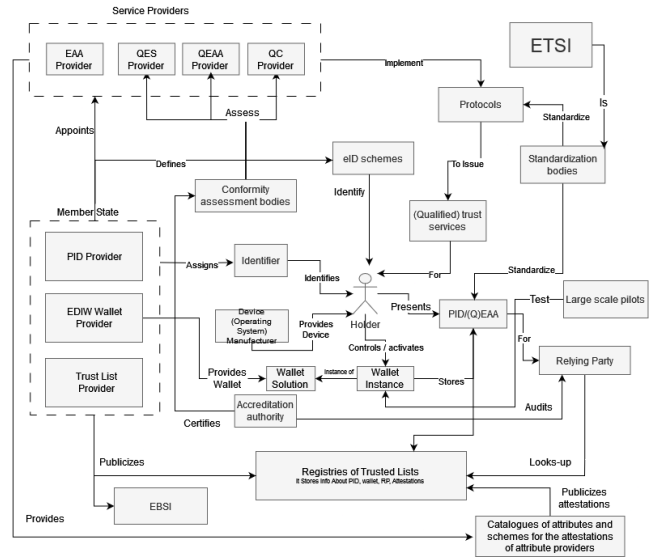 Service Providers
EAA
Provider
QES
Provider
QEAA
Provider
QC
Provider
ETSI
Implement
Is
Protocols
Assess
Standardize
Appoints
Defines
eID schemes
To Issue
Standardization
bodies
Conformity
assessment bodies
Identify
Member State
(Qualified) trust
services
PID Provider
Assigns
Identifier
Identifies
For
Standardize
EDIW Wallet
Provider
Device
(Operating
System)
Manufacturer
Provides
Device
Holder
Presents
PID/(Q)EAA
Test
Large scale pilots
Controls / activates
For
Relying Party
Trust List
Provider
Provides
Wallet
Wallet
Solution
Instance of
Wallet
Instance
Stores
Accreditation
authority
Certifies
Audits
Publicizes
Registries of Trusted Lists
It Stores Info About PID, wallet, RP, Attestations
Looks-up
EBSI
Publicizes
attestations
Provides
Catalogues of attributes and
schemes for the attestations
of attribute providers